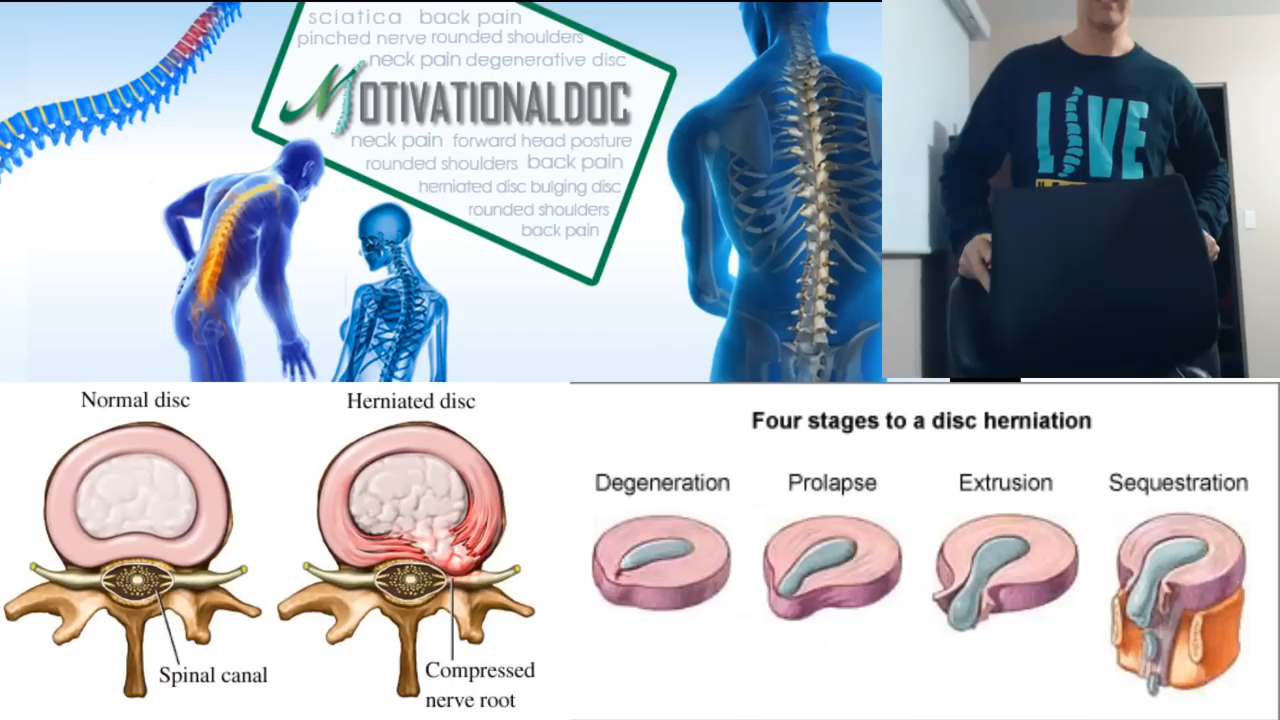 sciatica back pain
pinched nerve rounded shoulders
neck pain degenerative disc
MOTIVATIONALDOC
neck pain forward head posture
rounded shoulders back pain
herniated disc bulging disc
rounded shoulders
back pain
LIVE
Normal disc
Herniated disc
Spinal canal
Compressed
nerve root
Four stages to a disc herniation
Degeneration Prolapse Extrusion Sequestration